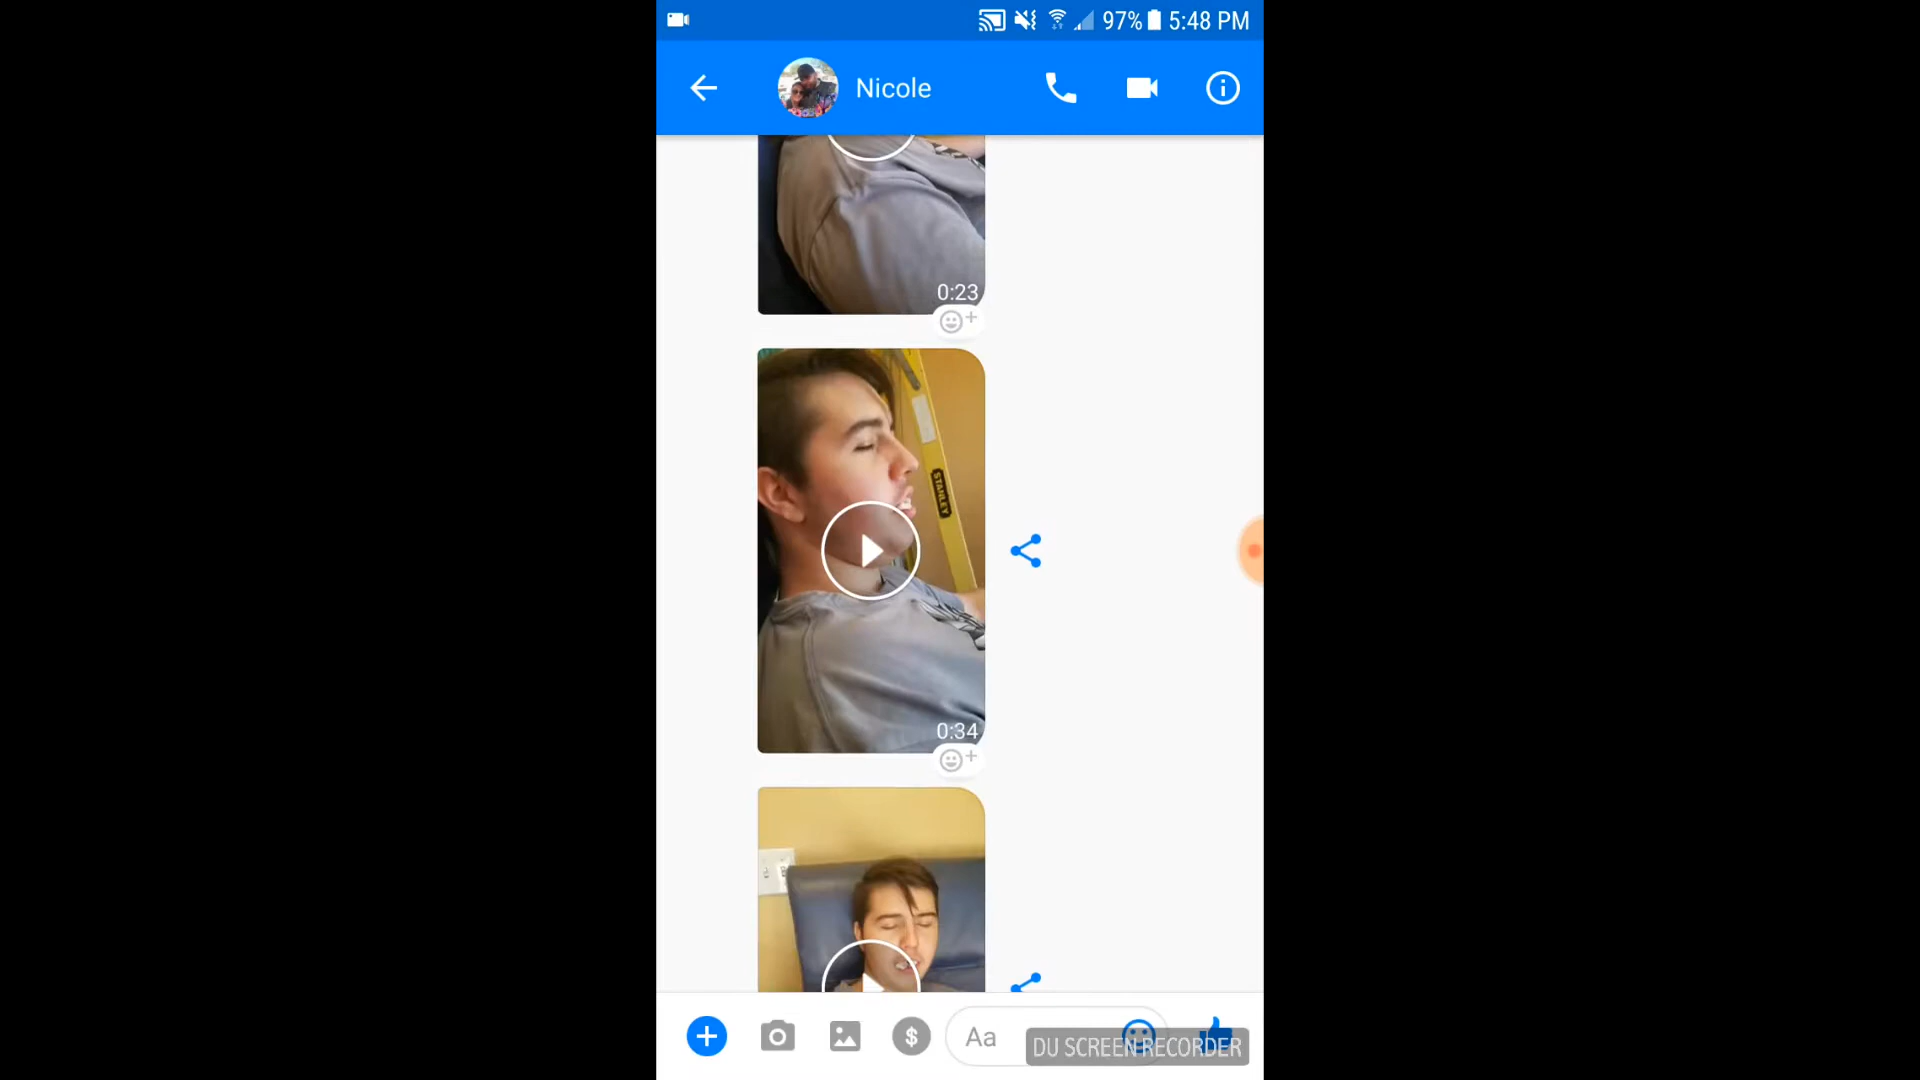 97% 5:48 PM
Nicole
0:23
STANLEY
0:34
Aa
DU SCREEN RECORDER